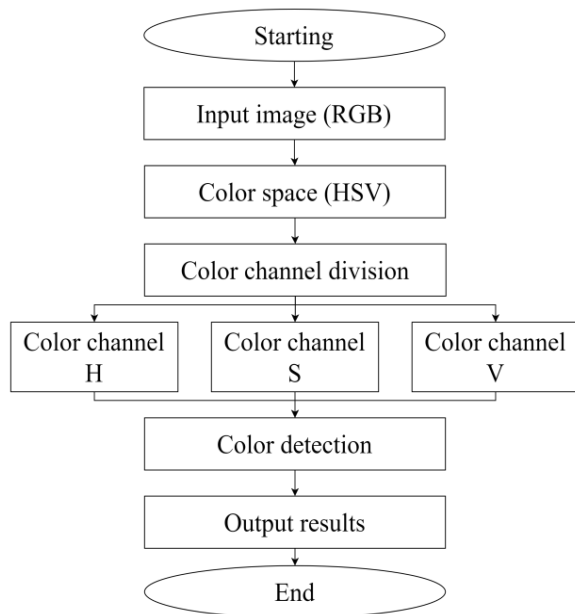 Starting
Input image (RGB)
Color space (HSV)
Color channel division
Color channel
H
Color channel
S
Color channel
V
Color detection
Output results
End